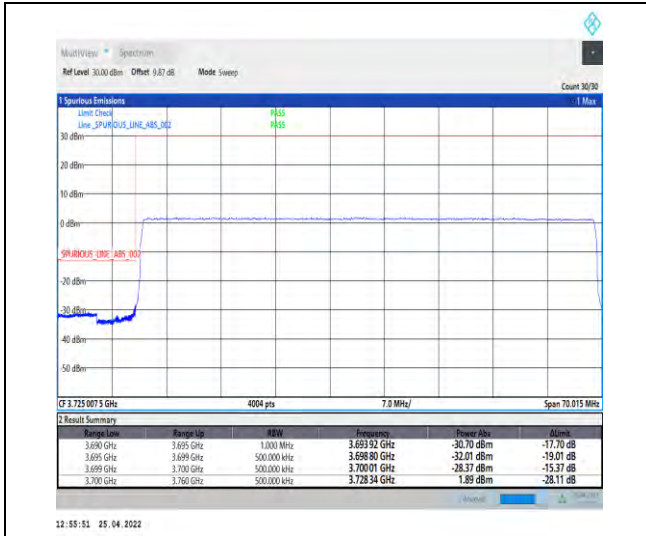 MultiView Spectrum
Ref Level 30.00 dBm Offset 9.87 dB Mode Sweep
Count 30/30
1 Spurious Emissions 1 Max
Limit Check PASS
Line _SPURIOUS_LINE_ABS_002 PASS
30 dBm
20 dBm
10 dBm
0 dBm
_SPURIOUS_LINE_ABS_002
-20 dBm
-30 dBm
-40 dBm
-50 dBm
CF 3.725 007 5 GHz 4004 pts 7.0 MHz/ Span 70.015 MHz
2 Result Summary
Range Low Range Up RBW Frequency Power Abs ΔLimit
3.690 GHz 3.695 GHz 1.000 MHz 3.693 92 GHz -30.70 dBm -17.70 dB
3.695 GHz 3.699 GHz 500.000 kHz 3.698 80 GHz -32.01 dBm -19.01 dB
3.699 GHz 3.700 GHz 500.000 kHz 3.700 01 GHz -28.37 dBm -15.37 dB
3.700 GHz 3.760 GHz 500.000 kHz 3.728 34 GHz 1.89 dBm -28.11 dB
12:55:51 25.04.2022